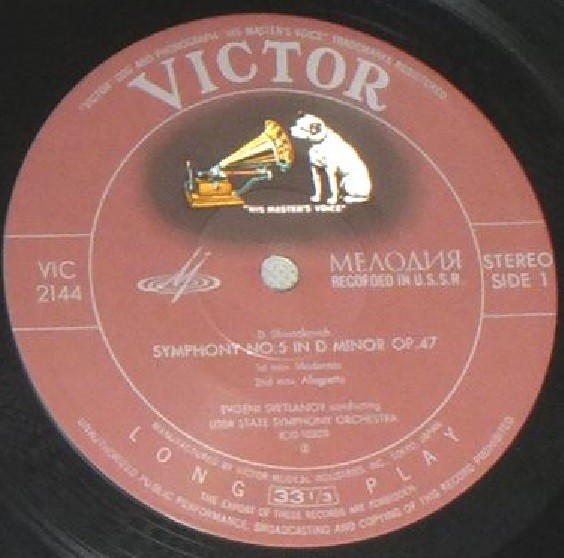 "VICTOR" DOG AND PHONOGRAPH "HIS MASTER'S VOICE" TRADEMARKS REGISTERED
VICTOR
"HIS MASTER'S VOICE"
VIC
2144
МЕЛОДИЯ
RECORDED IN U.S.S.R.
STEREO
SIDE 1
D. Shostakovich
SYMPHONY NO.5 IN D MINOR OP.47
1st mov. Moderato
2nd mov. Allegretto
EVGENI SVETLANOV conducting
USSR STATE SYMPHONY ORCHESTRA
LONG 33 1/3 PLAY
MANUFACTURED BY VICTOR MUSICAL INDUSTRIES, INC. TOKYO, JAPAN
THE EXPORT OF THESE RECORDS ARE FORBIDDEN.
UNAUTHORIZED PUBLIC PERFORMANCE, BROADCASTING AND COPYING OF THIS RECORD PROHIBITED